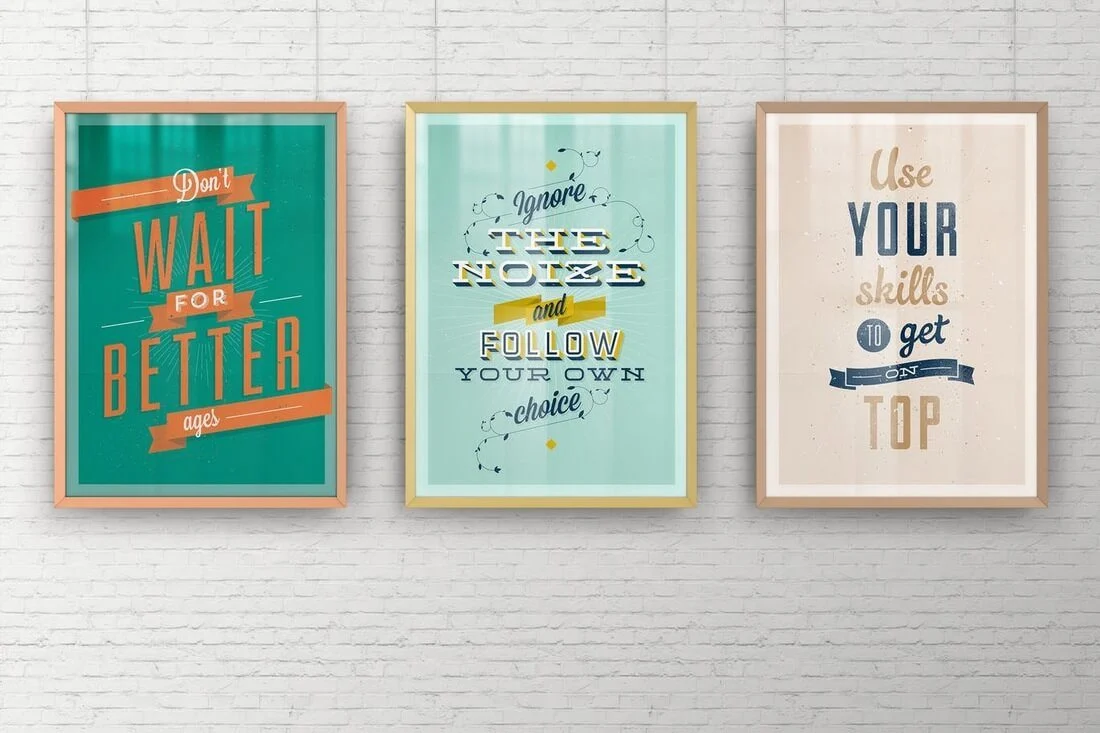 Don't
WAIT
FOR
BETTER
ages
Ignore
THE
NOIZE
and
FOLLOW
YOUR OWN
choice
Use
YOUR
skills
TO get
ON
TOP